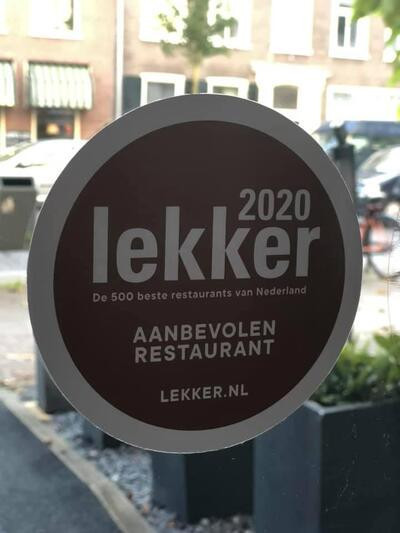 2020
lekker
De 500 beste restaurants van Nederland
AANBEVOLEN
RESTAURANT
LEKKER.NL